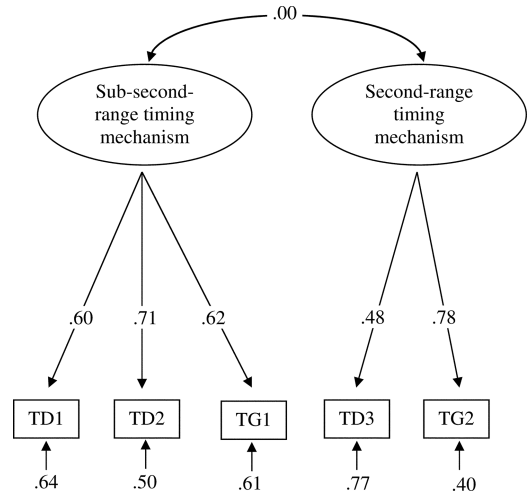 .00
Sub-second-
range timing
mechanism
Second-range
timing
mechanism
.60
.71
.62
.48
.78
TD1
TD2
TG1
TD3
TG2
.64
.50
.61
.77
.40